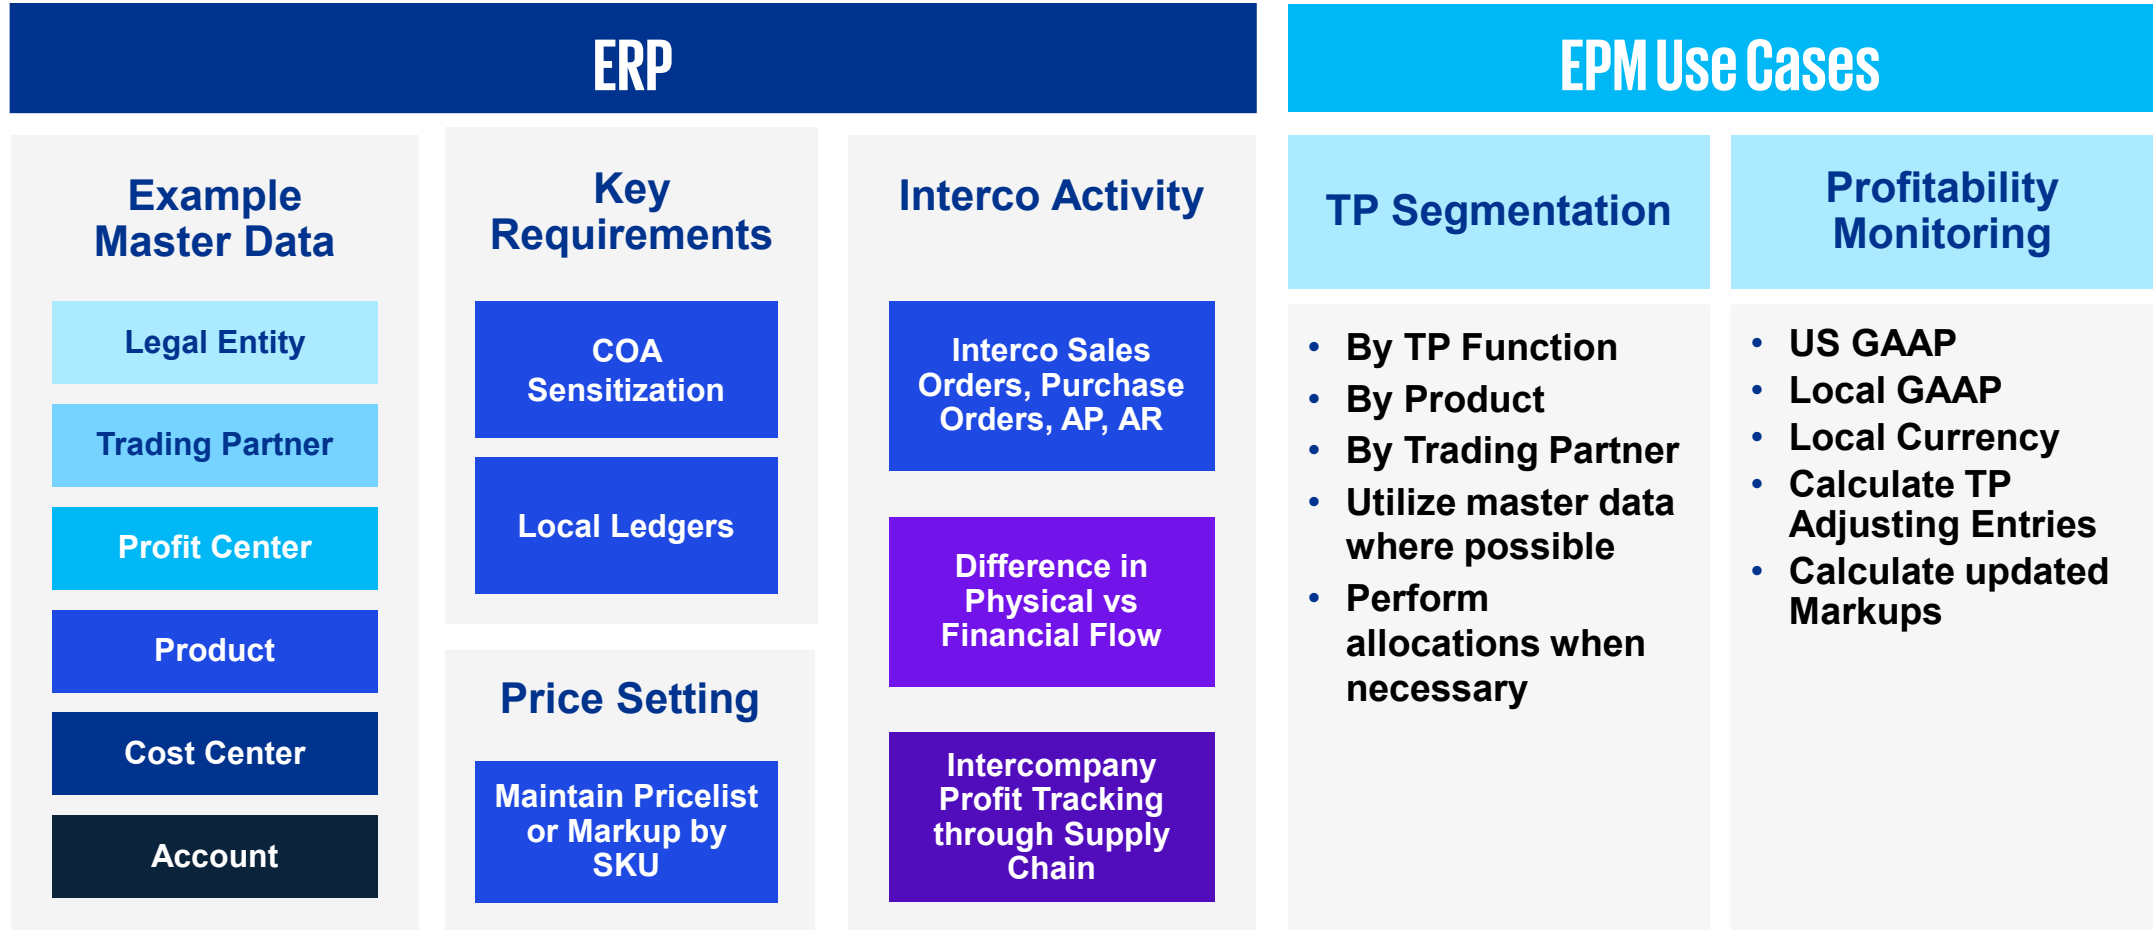 ERP
EPM Use Cases
Example
Master Data
Legal Entity
Trading Partner
Profit Center
Product
Cost Center
Account
Key
Requirements
COA
Sensitization
Local Ledgers
Price Setting
Maintain Pricelist
or Markup by
SKU
Interco Activity
Interco Sales
Orders, Purchase
Orders, AP, AR
Difference in
Physical vs
Financial Flow
Intercompany
Profit Tracking
through Supply
Chain
TP Segmentation
• By TP Function
• By Product
• By Trading Partner
• Utilize master data
where possible
• Perform
allocations when
necessary
Profitability
Monitoring
• US GAAP
• Local GAAP
• Local Currency
• Calculate TP
Adjusting Entries
• Calculate updated
Markups